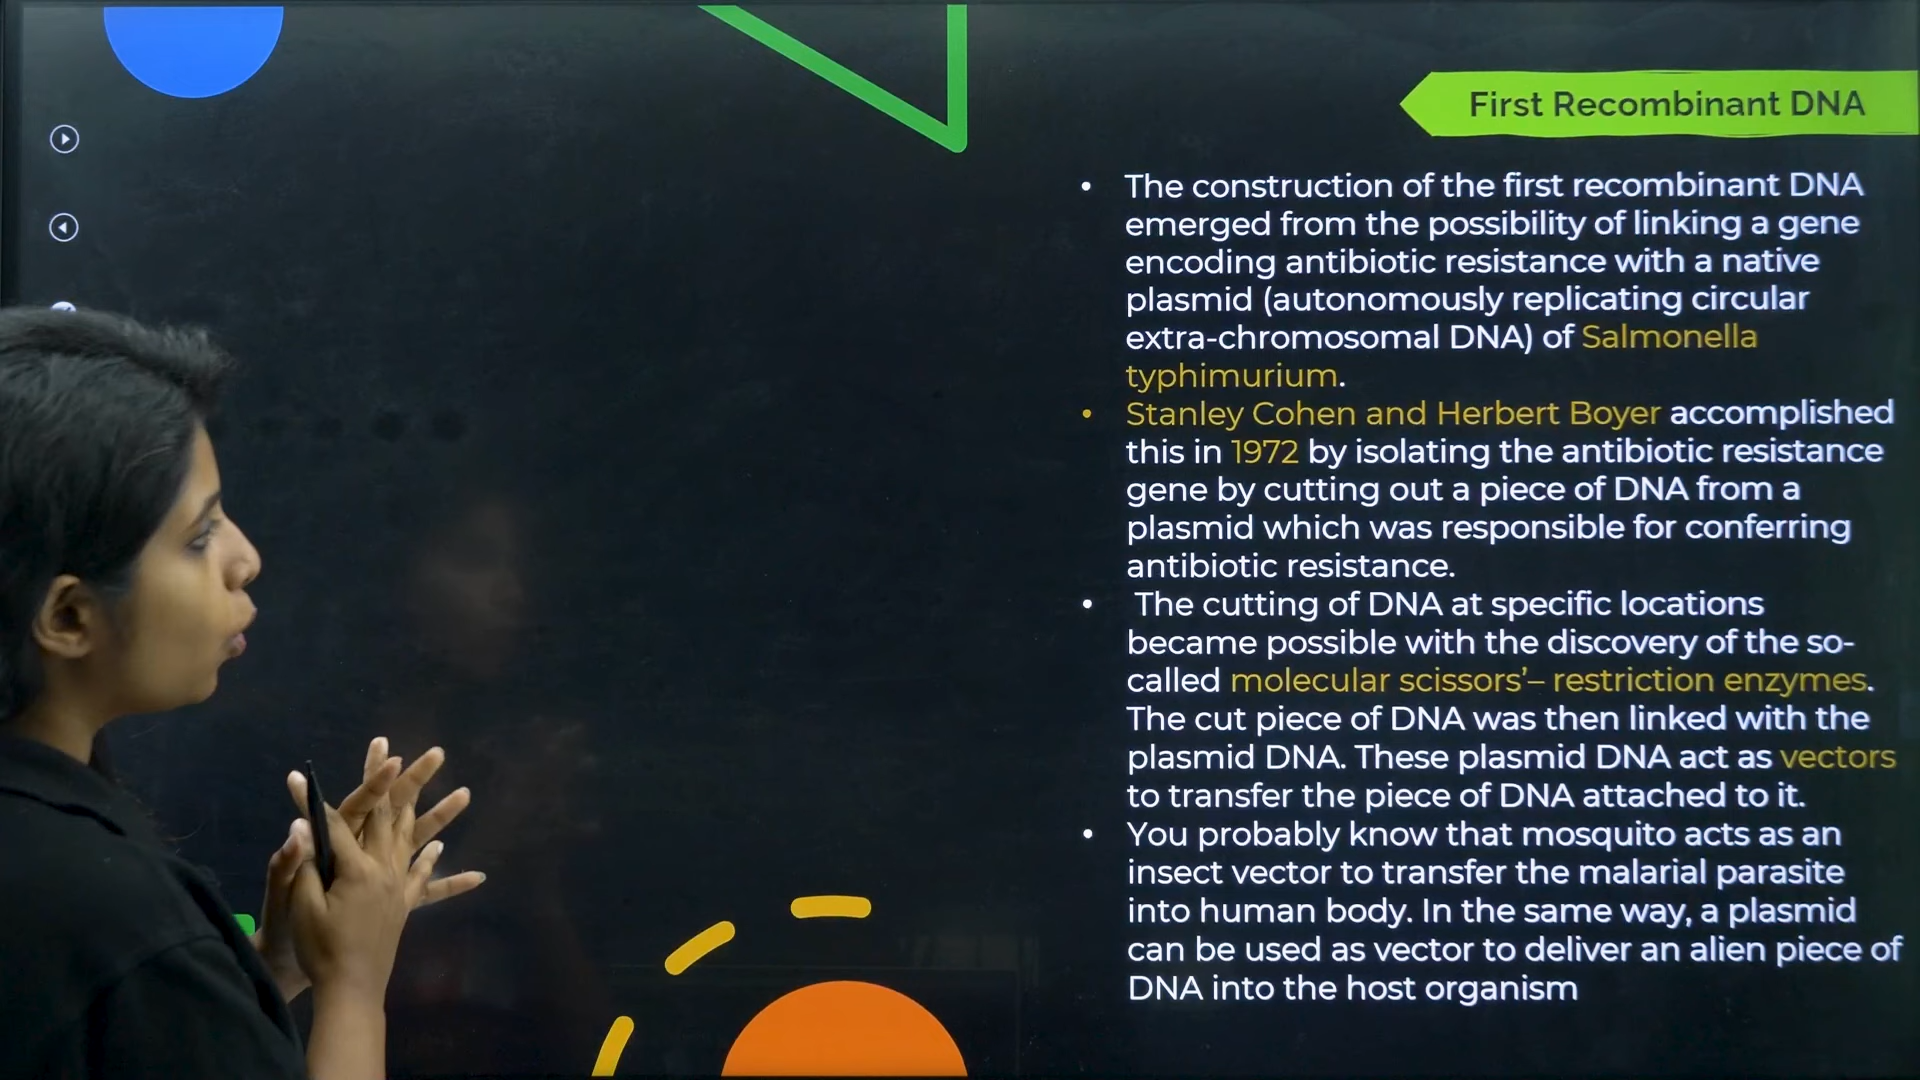 First Recombinant DNA
• The construction of the first recombinant DNA
emerged from the possibility of linking a gene
encoding antibiotic resistance with a native
plasmid (autonomously replicating circular
extra-chromosomal DNA) of Salmonella
typhimurium.
• Stanley Cohen and Herbert Boyer accomplished
this in 1972 by isolating the antibiotic resistance
gene by cutting out a piece of DNA from a
plasmid which was responsible for conferring
antibiotic resistance.
• The cutting of DNA at specific locations
became possible with the discovery of the so-
called molecular scissors’– restriction enzymes.
The cut piece of DNA was then linked with the
plasmid DNA. These plasmid DNA act as vectors
to transfer the piece of DNA attached to it.
• You probably know that mosquito acts as an
insect vector to transfer the malarial parasite
into human body. In the same way, a plasmid
can be used as vector to deliver an alien piece of
DNA into the host organism